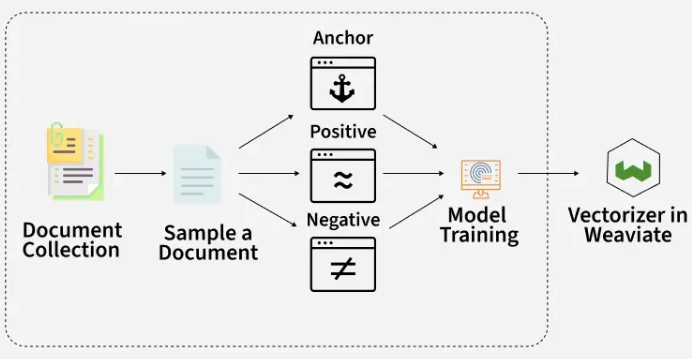 Anchor
Positive
Negative
Document
Collection
Sample a
Document
Model
Training
Vectorizer in
Weaviate